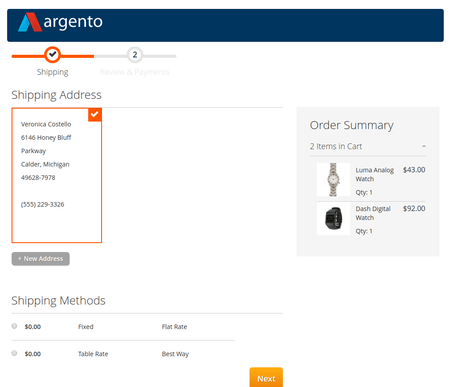 argento
2
Shipping
Review & Payments
Shipping Address
Veronica Costello
6146 Honey Bluff
Parkway
Calder, Michigan
49628-7978
(555) 229-3326
+ New Address
Order Summary
2 Items in Cart
Luma Analog
Watch
$43.00
Qty: 1
Dash Digital
Watch
$92.00
Qty: 1
Shipping Methods
$0.00 Fixed Flat Rate
$0.00 Table Rate Best Way
Next